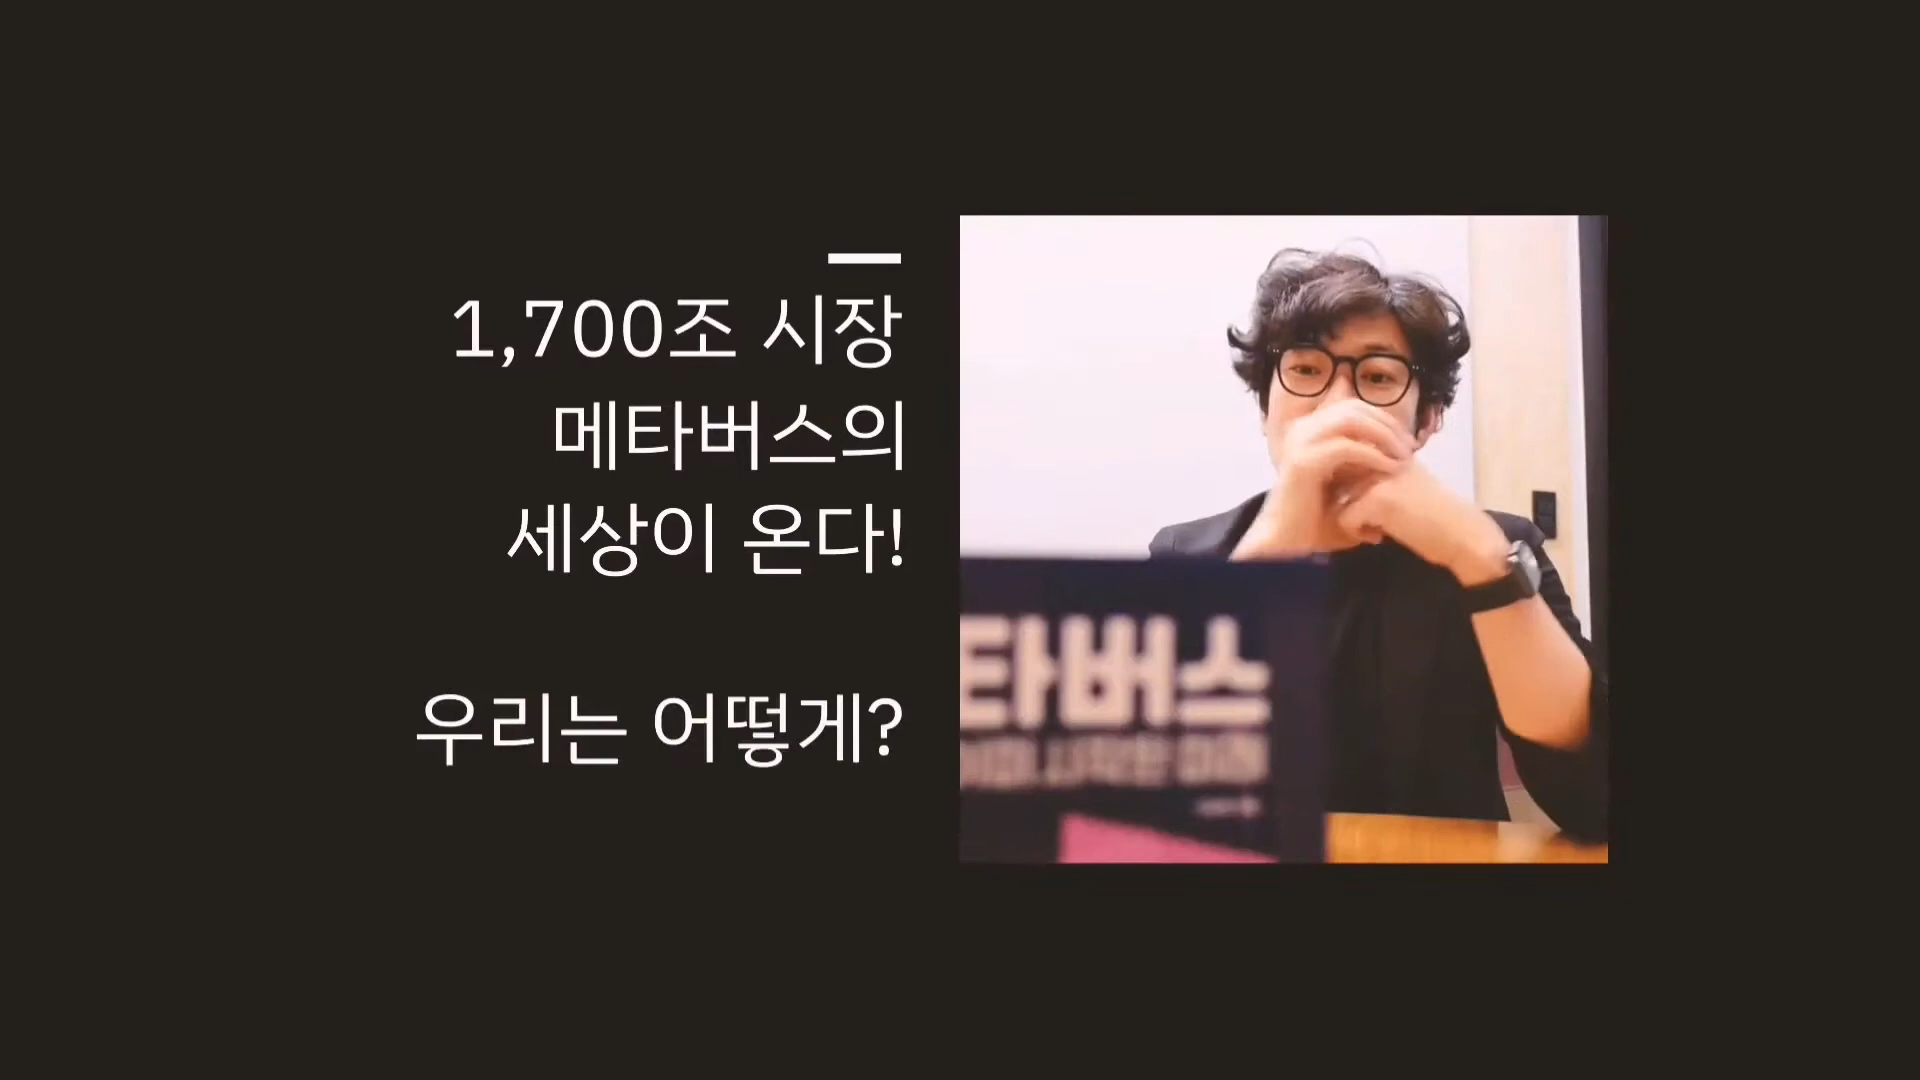 1,700조 시장
메타버스의
세상이 온다!
우리는 어떻게?
타버스